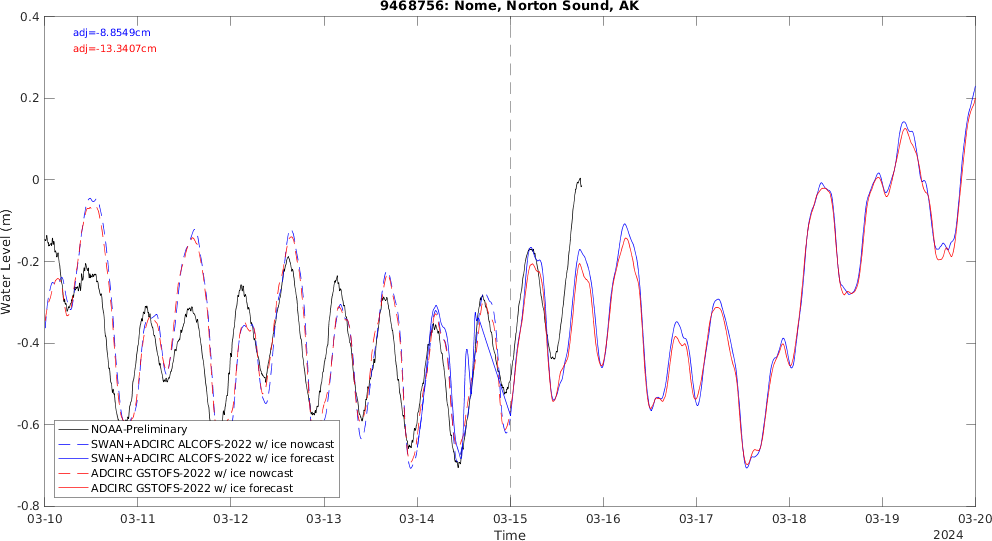 9468756: Nome, Norton Sound, AK
adj=-8.8549cm
adj=-13.3407cm
0.4
0.2
0
-0.2
-0.4
-0.6
-0.8
Water Level (m)
NOAA-Preliminary
SWAN+ADCIRC ALCOFS-2022 w/ ice nowcast
SWAN+ADCIRC ALCOFS-2022 w/ ice forecast
ADCIRC GSTOFS-2022 w/ ice nowcast
ADCIRC GSTOFS-2022 w/ ice forecast
03-10 03-11 03-12 03-13 03-14 03-15 03-16 03-17 03-18 03-19 03-20
Time
2024